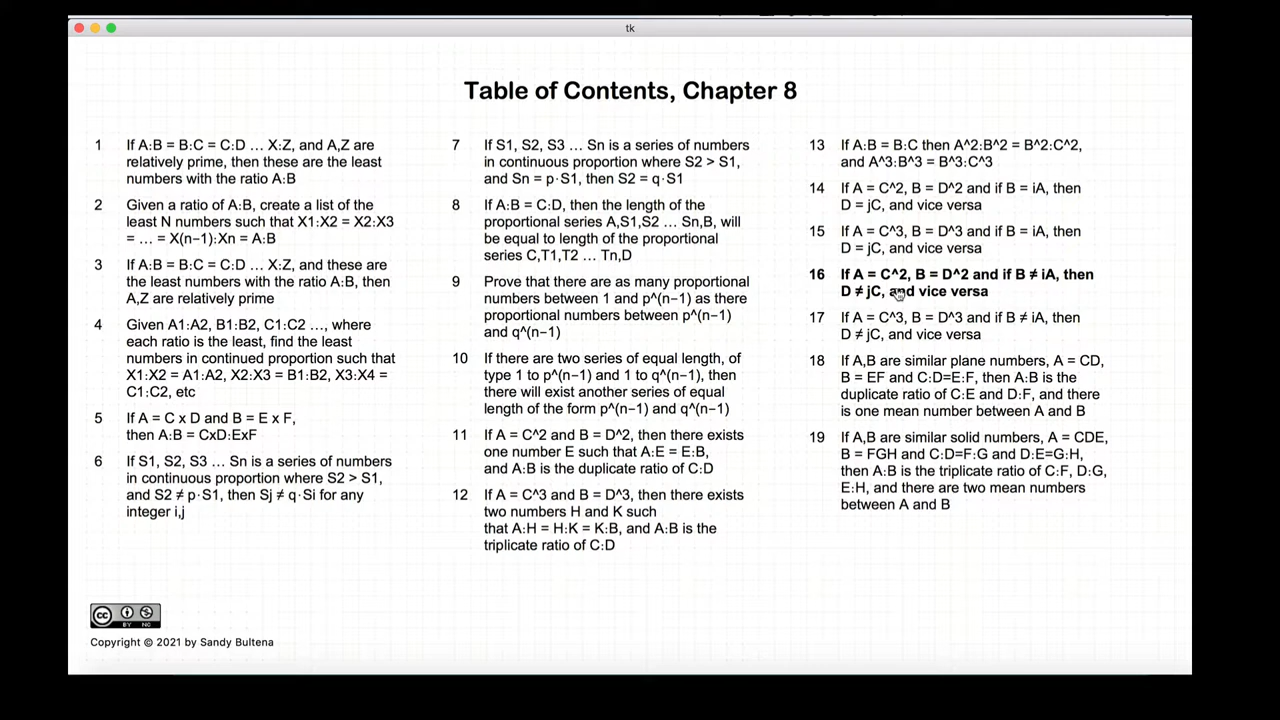 tk
Table of Contents, Chapter 8
1 If A:B = B:C = C:D … X:Z, and A,Z are
relatively prime, then these are the least
numbers with the ratio A:B
2 Given a ratio of A:B, create a list of the
least N numbers such that X1:X2 = X2:X3
= … = X(n−1):Xn = A:B
3 If A:B = B:C = C:D … X:Z, and these are
the least numbers with the ratio A:B, then
A,Z are relatively prime
4 Given A1:A2, B1:B2, C1:C2 …, where
each ratio is the least, find the least
numbers in continued proportion such that
X1:X2 = A1:A2, X2:X3 = B1:B2, X3:X4 =
C1:C2, etc
5 If A = C x D and B = E x F,
then A:B = CxD:ExF
6 If S1, S2, S3 … Sn is a series of numbers
in continuous proportion where S2 > S1,
and S2 ≠ p·S1, then Sj ≠ q·Si for any
integer i,j
7 If S1, S2, S3 … Sn is a series of numbers
in continuous proportion where S2 > S1,
and Sn = p·S1, then S2 = q·S1
8 If A:B = C:D, then the length of the
proportional series A,S1,S2 … Sn,B, will
be equal to length of the proportional
series C,T1,T2 … Tn,D
9 Prove that there are as many proportional
numbers between 1 and p^(n−1) as there
proportional numbers between p^(n−1)
and q^(n−1)
10 If there are two series of equal length, of
type 1 to p^(n−1) and 1 to q^(n−1), then
there will exist another series of equal
length of the form p^(n−1) and q^(n−1)
11 If A = C^2 and B = D^2, then there exists
one number E such that A:E = E:B,
and A:B is the duplicate ratio of C:D
12 If A = C^3 and B = D^3, then there exists
two numbers H and K such
that A:H = H:K = K:B, and A:B is the
triplicate ratio of C:D
13 If A:B = B:C then A^2:B^2 = B^2:C^2,
and A^3:B^3 = B^3:C^3
14 If A = C^2, B = D^2 and if B = iA, then
D = jC, and vice versa
15 If A = C^3, B = D^3 and if B = iA, then
D = jC, and vice versa
16 If A = C^2, B = D^2 and if B ≠ iA, then
D ≠ jC, and vice versa
17 If A = C^3, B = D^3 and if B ≠ iA, then
D ≠ jC, and vice versa
18 If A,B are similar plane numbers, A = CD,
B = EF and C:D=E:F, then A:B is the
duplicate ratio of C:E and D:F, and there
is one mean number between A and B
19 If A,B are similar solid numbers, A = CDE,
B = FGH and C:D=F:G and D:E=G:H,
then A:B is the triplicate ratio of C:F, D:G,
E:H, and there are two mean numbers
between A and B
cc
BY NC
Copyright © 2021 by Sandy Bultena